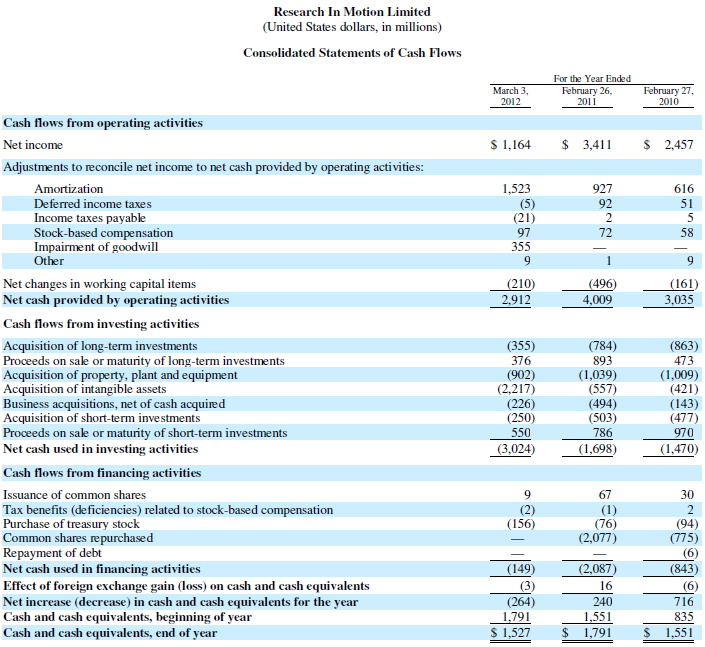 Research In Motion Limited
(United States dollars, in millions)
Consolidated Statements of Cash Flows
For the Year Ended
March 3, 2012 February 26, 2011 February 27, 2010
Cash flows from operating activities
Net income $ 1,164 $ 3,411 $ 2,457
Adjustments to reconcile net income to net cash provided by operating activities:
Amortization 1,523 927 616
Deferred income taxes (5) 92 51
Income taxes payable (21) 2 5
Stock-based compensation 97 72 58
Impairment of goodwill 355 — —
Other 9 1 9
Net changes in working capital items (210) (496) (161)
Net cash provided by operating activities 2,912 4,009 3,035
Cash flows from investing activities
Acquisition of long-term investments (355) (784) (863)
Proceeds on sale or maturity of long-term investments 376 893 473
Acquisition of property, plant and equipment (902) (1,039) (1,009)
Acquisition of intangible assets (2,217) (557) (421)
Business acquisitions, net of cash acquired (226) (494) (143)
Acquisition of short-term investments (250) (503) (477)
Proceeds on sale or maturity of short-term investments 550 786 970
Net cash used in investing activities (3,024) (1,698) (1,470)
Cash flows from financing activities
Issuance of common shares 9 67 30
Tax benefits (deficiencies) related to stock-based compensation (2) (1) 2
Purchase of treasury stock (156) (76) (94)
Common shares repurchased — (2,077) (775)
Repayment of debt — — (6)
Net cash used in financing activities (149) (2,087) (843)
Effect of foreign exchange gain (loss) on cash and cash equivalents (3) 16 (6)
Net increase (decrease) in cash and cash equivalents for the year (264) 240 716
Cash and cash equivalents, beginning of year 1,791 1,551 835
Cash and cash equivalents, end of year $ 1,527 $ 1,791 $ 1,551